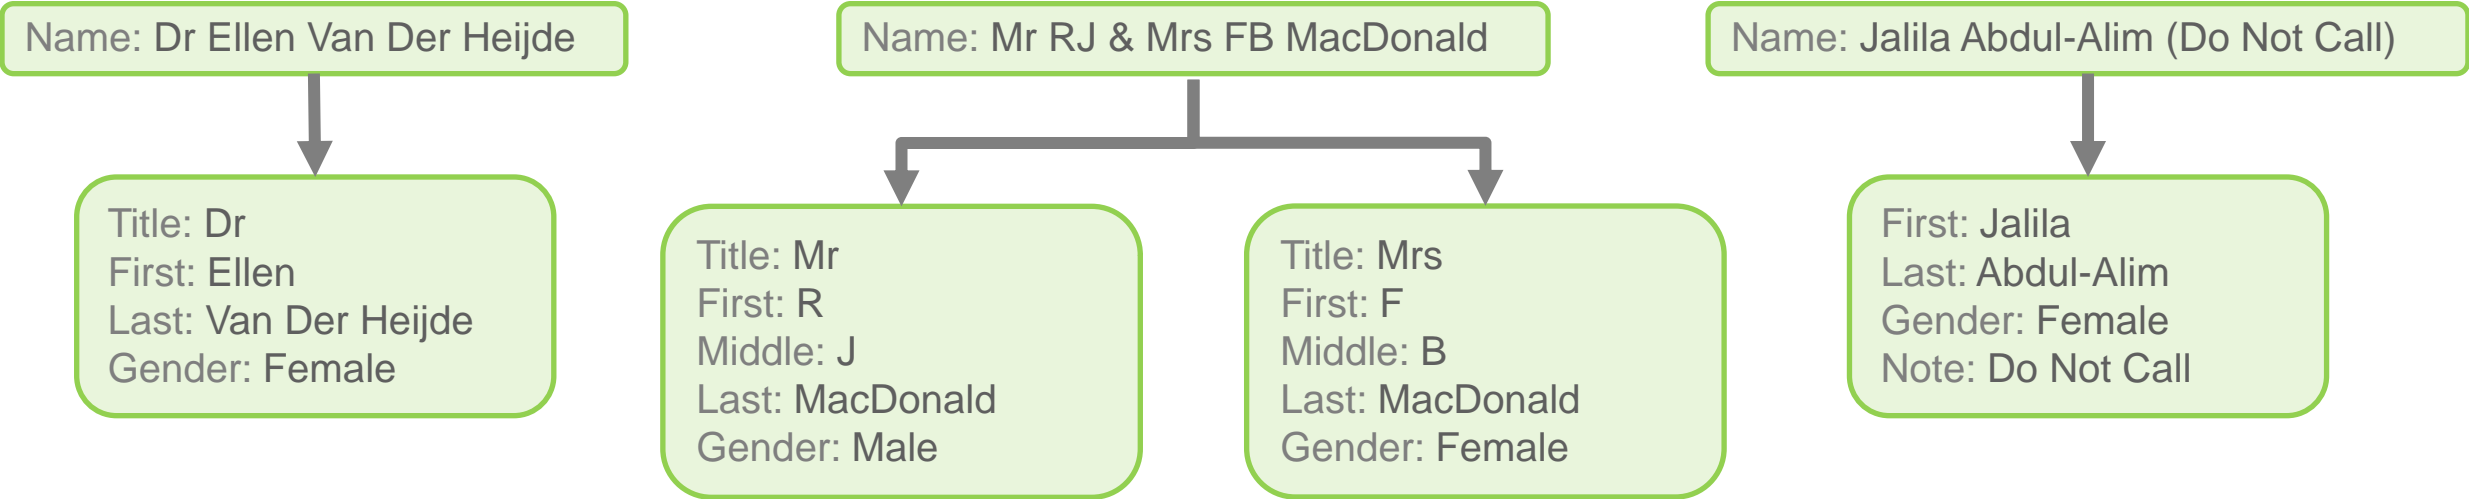 Name: Dr Ellen Van Der Heijde
Name: Mr RJ & Mrs FB MacDonald
Name: Jalila Abdul-Alim (Do Not Call)
Title: Dr
First: Ellen
Last: Van Der Heijde
Gender: Female
Title: Mr
First: R
Middle: J
Last: MacDonald
Gender: Male
Title: Mrs
First: F
Middle: B
Last: MacDonald
Gender: Female
First: Jalila
Last: Abdul-Alim
Gender: Female
Note: Do Not Call